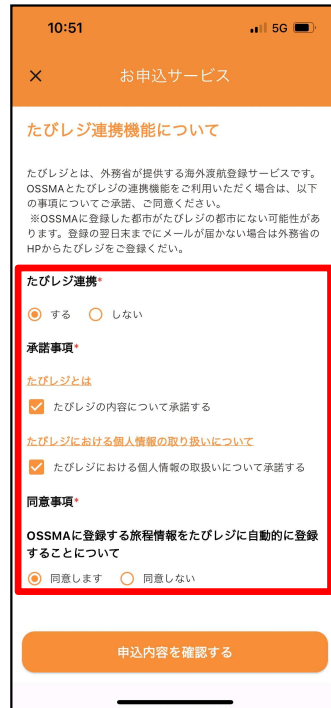 10:51
5G
× お申込サービス
たびレジ連携機能について
たびレジとは、外務省が提供する海外渡航登録サービスです。
OSSMAとたびレジの連携機能をご利用いただく場合は、以下
の事項についてご承諾、ご同意ください。
※OSSMAに登録した都市がたびレジの都市にない可能性があ
ります。登録の翌日末までにメールが届かない場合は外務省の
HPからたびレジをご登録くだい。
たびレジ連携*
する しない
承諾事項*
たびレジとは
たびレジの内容について承諾する
たびレジにおける個人情報の取り扱いについて
たびレジにおける個人情報の取扱いについて承諾する
同意事項*
OSSMAに登録する旅程情報をたびレジに自動的に登録
することについて
同意します 同意しない
申込内容を確認する